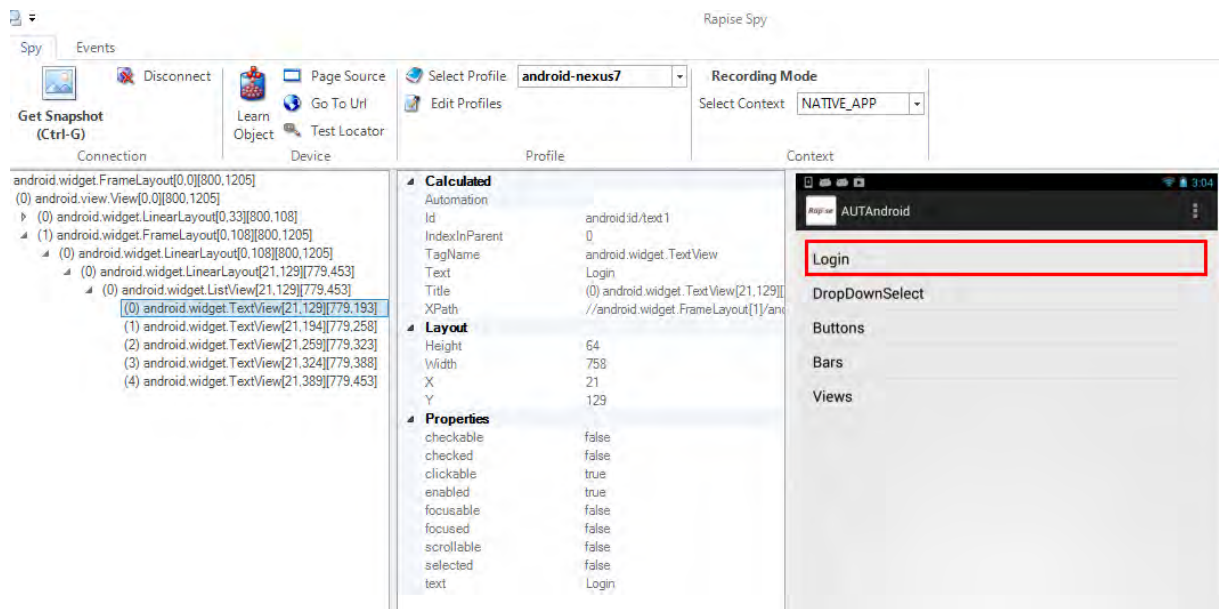 Rapise Spy
Spy Events
Get Snapshot
(Ctrl-G)
Disconnect
Connection
Learn
Object
Page Source
Go To Url
Test Locator
Device
Select Profile android-nexus7
Edit Profiles
Profile
Recording Mode
Select Context NATIVE_APP
Context
android.widget.FrameLayout[0,0][800,1205]
(0) android.view.View[0,0][800,1205]
(0) android.widget.LinearLayout[0,33][800,108]
(1) android.widget.FrameLayout[0,108][800,1205]
(0) android.widget.LinearLayout[0,108][800,1205]
(0) android.widget.LinearLayout[21,129][779,453]
(0) android.widget.ListView[21,129][779,453]
(0) android.widget.TextView[21,129][779,193]
(1) android.widget.TextView[21,194][779,258]
(2) android.widget.TextView[21,259][779,323]
(3) android.widget.TextView[21,324][779,388]
(4) android.widget.TextView[21,389][779,453]
Calculated
Automation
Id android:id/text1
IndexInParent 0
TagName android.widget.TextView
Text Login
Title (0) android.widget.TextView[21,129][
XPath //android.widget.FrameLayout[1]/and
Layout
Height 64
Width 758
X 21
Y 129
Properties
checkable false
checked false
clickable true
enabled true
focusable false
focused false
scrollable false
selected false
text Login
3:04
Rapise AUTAndroid
Login
DropDownSelect
Buttons
Bars
Views